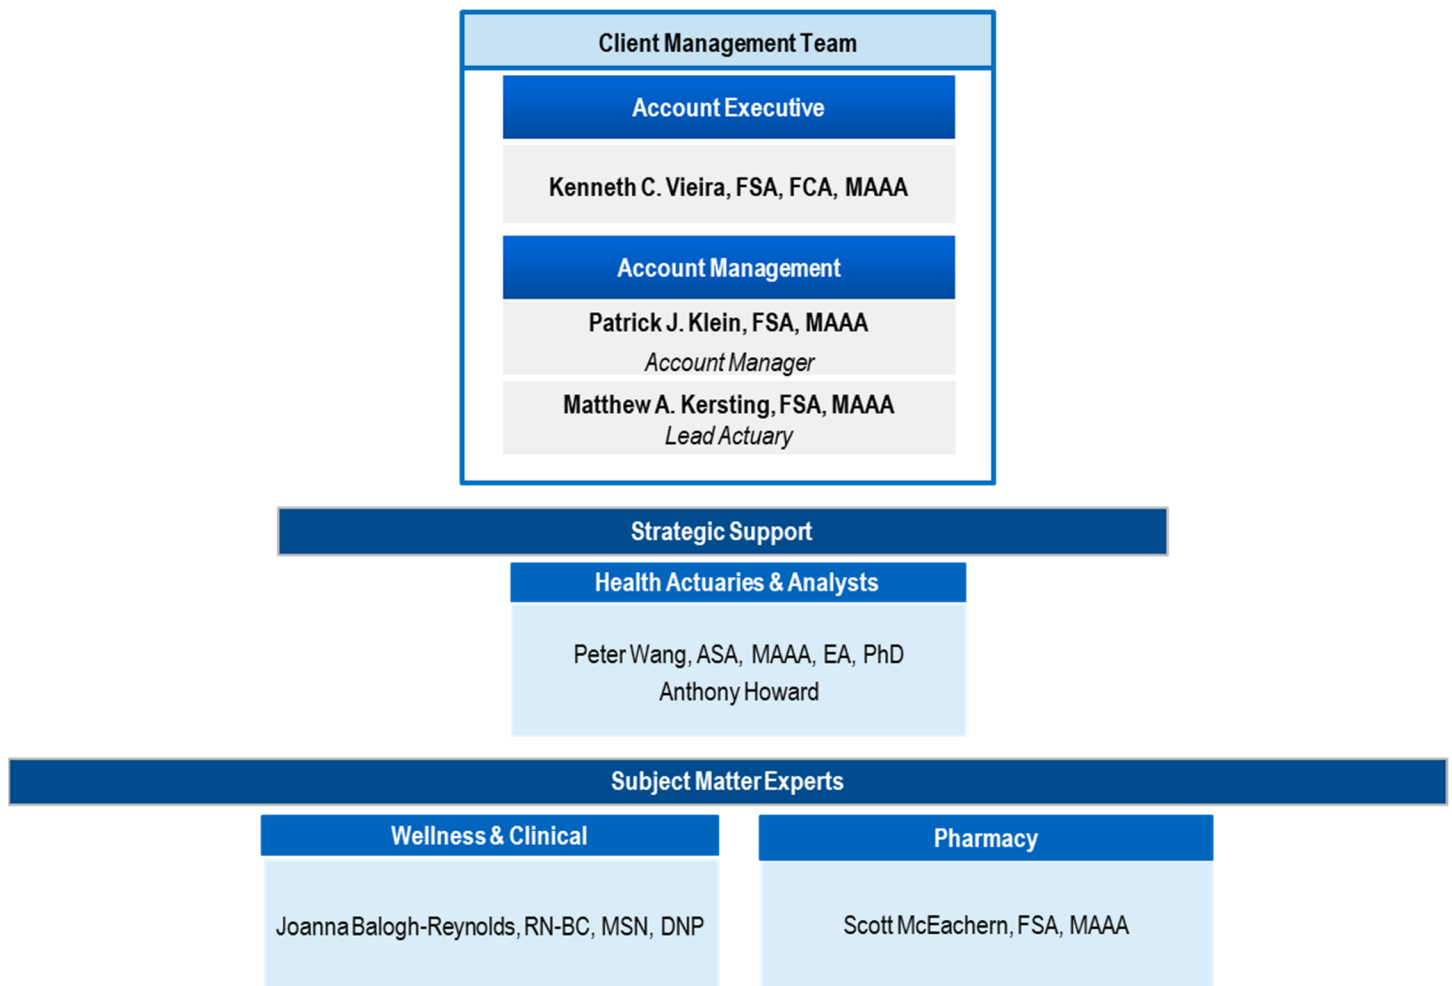 Client Management Team
Account Executive
Kenneth C. Vieira, FSA, FCA, MAAA
Account Management
Patrick J. Klein, FSA, MAAA
Account Manager
Matthew A. Kersting, FSA, MAAA
Lead Actuary
Strategic Support
Health Actuaries & Analysts
Peter Wang, ASA, MAAA, EA, PhD
Anthony Howard
Subject Matter Experts
Wellness & Clinical
Joanna Balogh-Reynolds, RN-BC, MSN, DNP
Pharmacy
Scott McEachern, FSA, MAAA